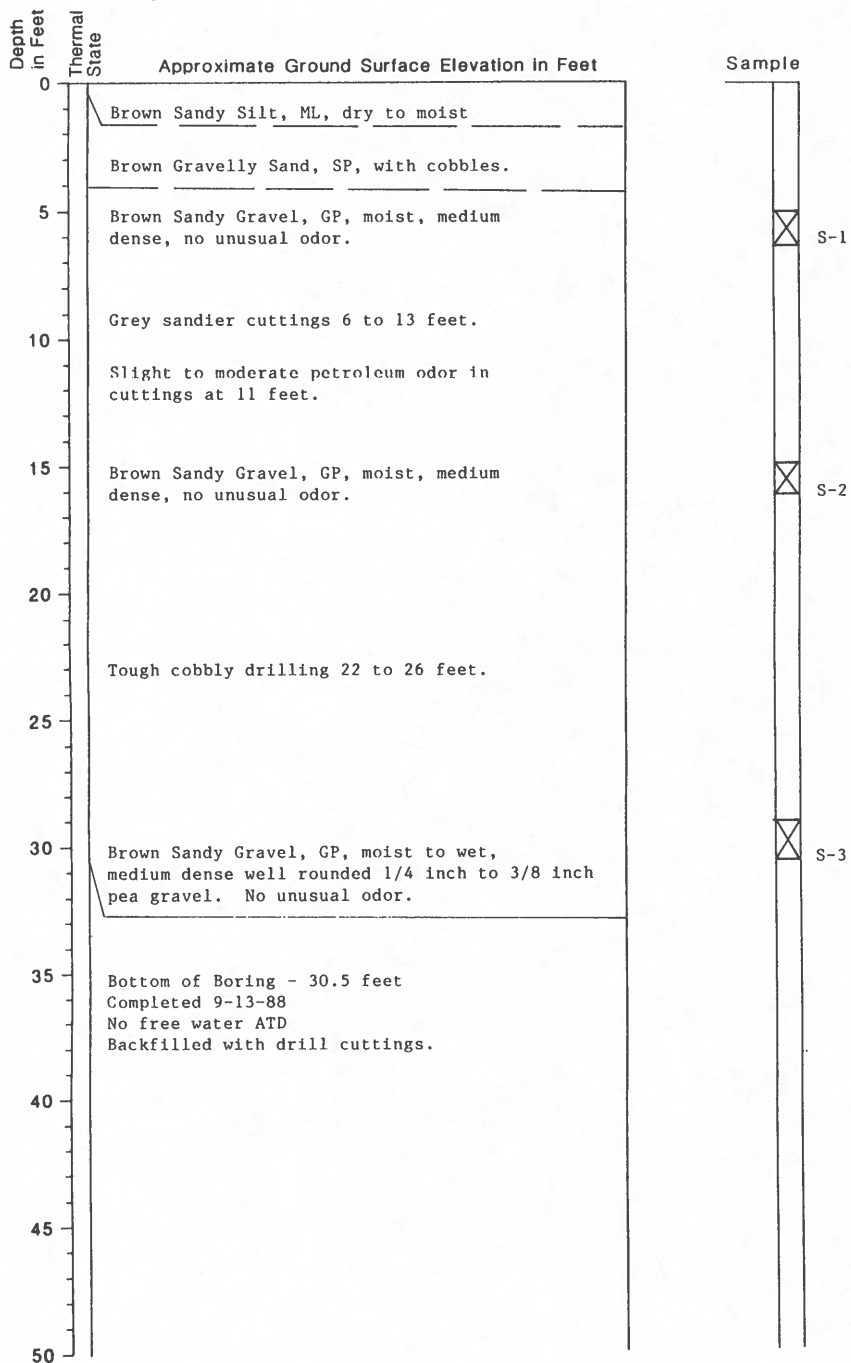 Depth
in Feet
Thermal
State
Approximate Ground Surface Elevation in Feet
Sample
0
Brown Sandy Silt, ML, dry to moist
Brown Gravelly Sand, SP, with cobbles.
5
Brown Sandy Gravel, GP, moist, medium
dense, no unusual odor.
S-1
Grey sandier cuttings 6 to 13 feet.
10
Slight to moderate petroleum odor in
cuttings at 11 feet.
15
Brown Sandy Gravel, GP, moist, medium
dense, no unusual odor.
S-2
20
Tough cobbly drilling 22 to 26 feet.
25
30
Brown Sandy Gravel, GP, moist to wet,
medium dense well rounded 1/4 inch to 3/8 inch
pea gravel. No unusual odor.
S-3
35
Bottom of Boring - 30.5 feet
Completed 9-13-88
No free water ATD
Backfilled with drill cuttings.
40
45
50